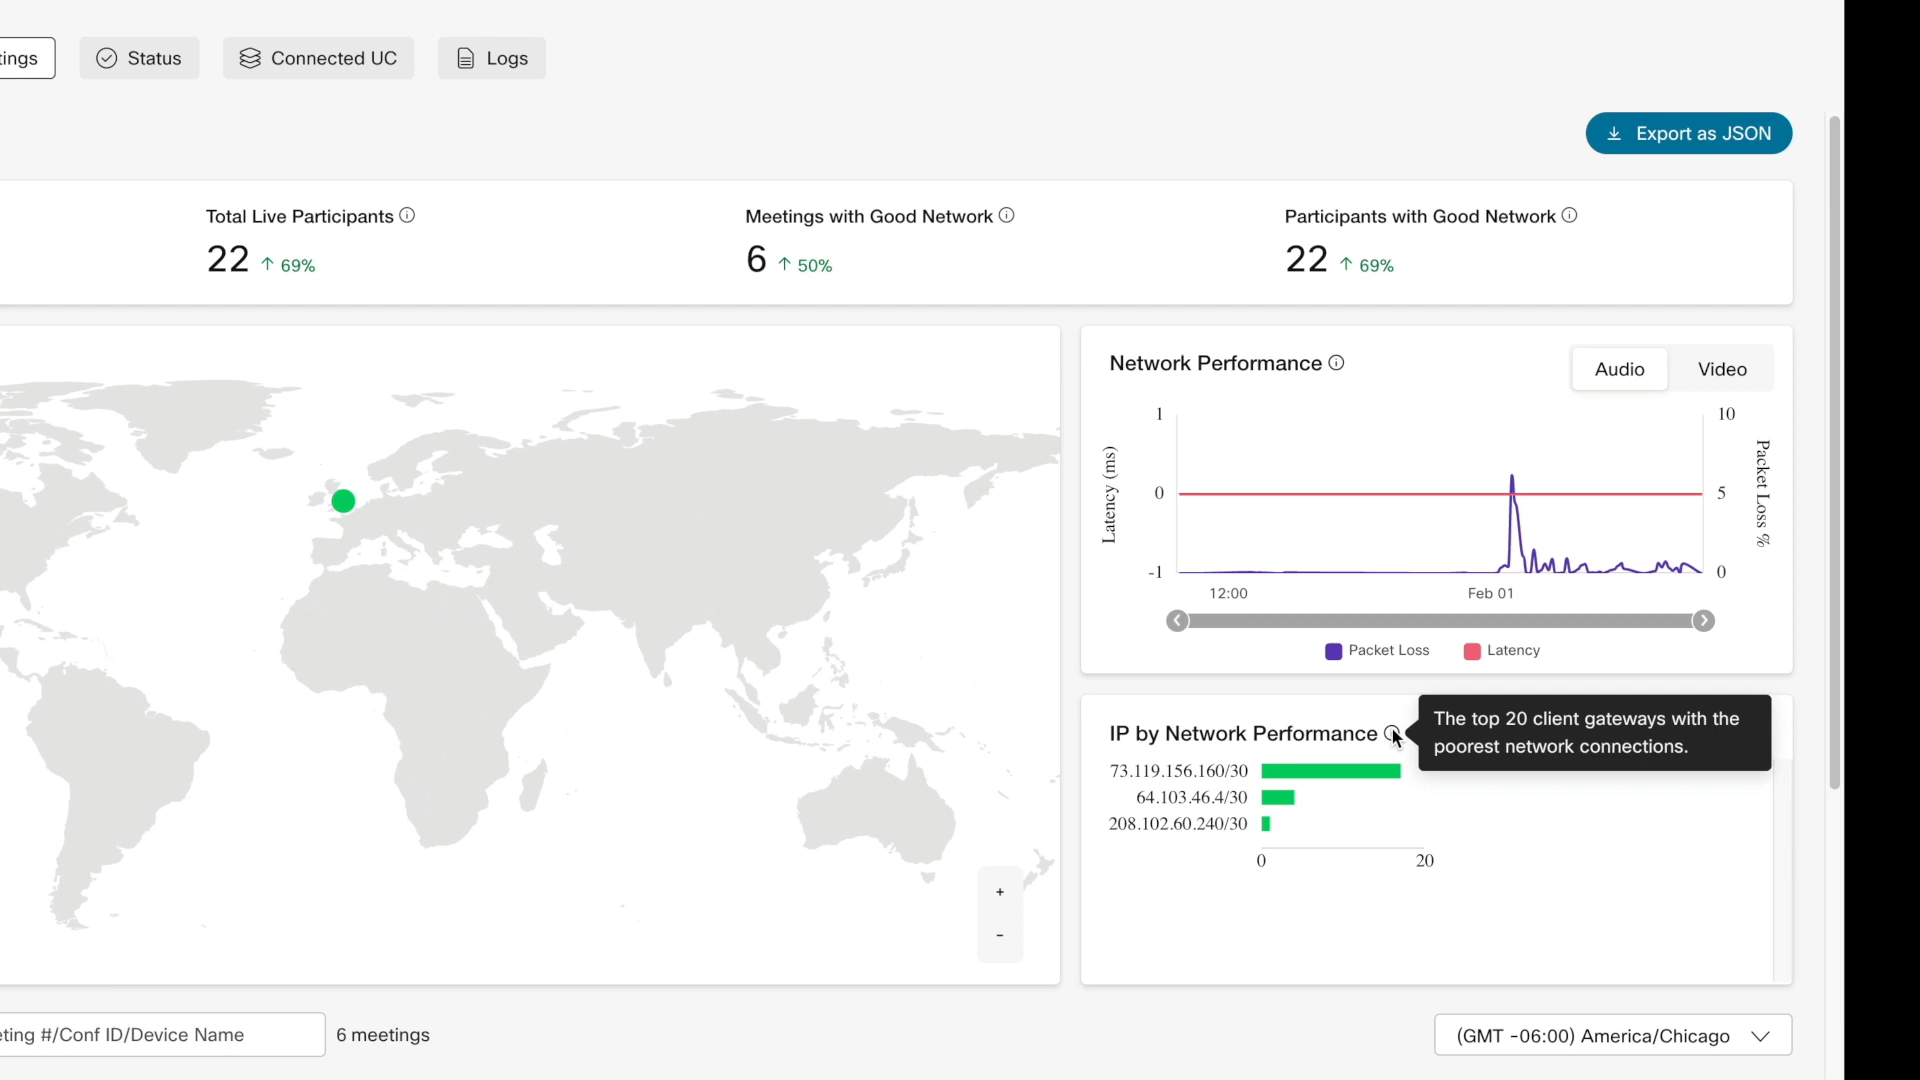 tings
Status
Connected UC
Logs
Export as JSON
Total Live Participants
22 ↑ 69%
Meetings with Good Network
6 ↑ 50%
Participants with Good Network
22 ↑ 69%
Network Performance
Audio
Video
1
0
-1
Latency (ms)
10
5
0
Packet Loss %
12:00
Feb 01
Packet Loss
Latency
IP by Network Performance
The top 20 client gateways with the
poorest network connections.
73.119.156.160/30
64.103.46.4/30
208.102.60.240/30
0
20
+
-
eting #/Conf ID/Device Name
6 meetings
(GMT -06:00) America/Chicago